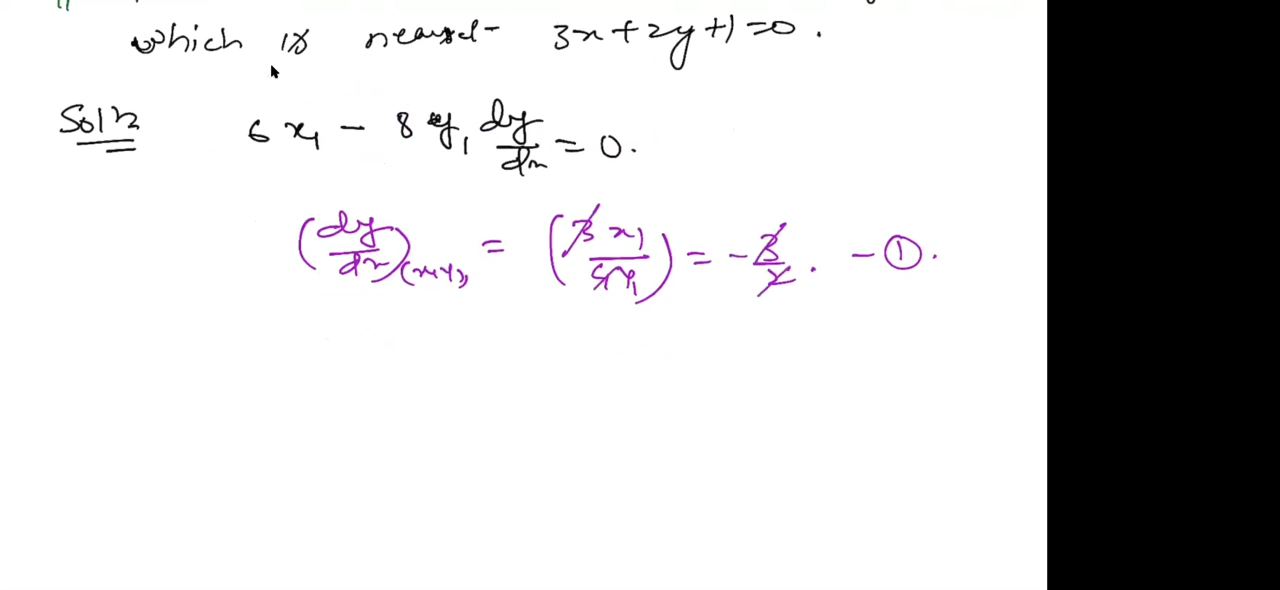 which is nearest 3x+2y+1=0.
Solⁿ 6x₁ - 8y₁ dy/dx = 0.
(dy/dx)(x₁,y₁) = (3x₁/4y₁) = -3/2. -①.